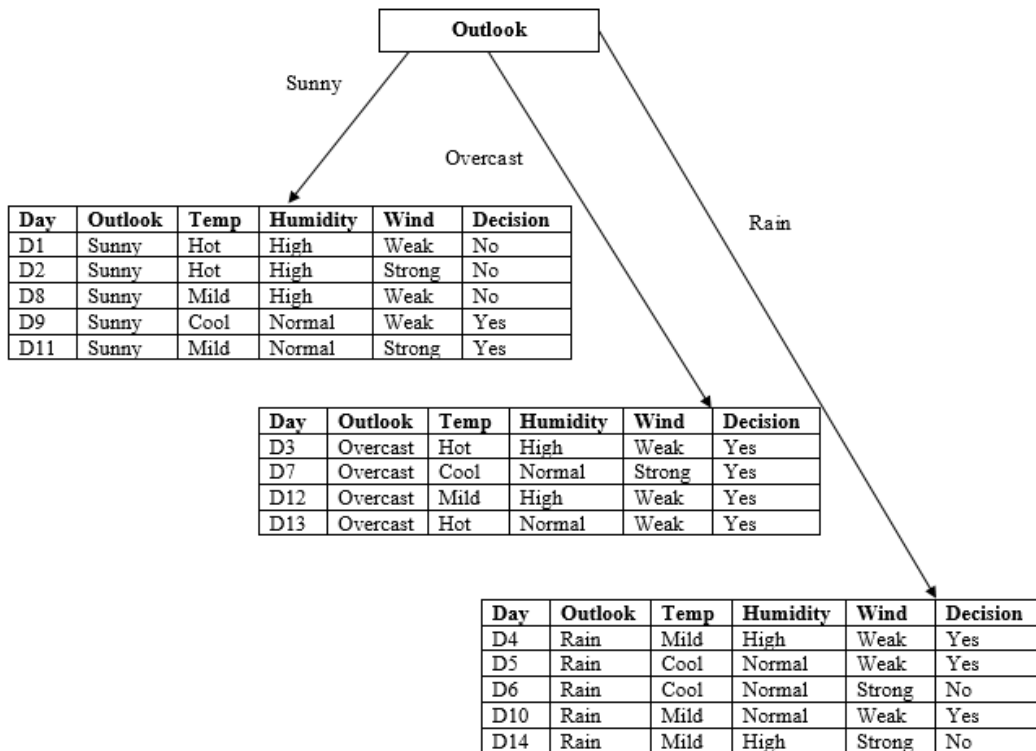 Outlook
Sunny
Overcast
Rain
Day Outlook Temp Humidity Wind Decision
D1 Sunny Hot High Weak No
D2 Sunny Hot High Strong No
D8 Sunny Mild High Weak No
D9 Sunny Cool Normal Weak Yes
D11 Sunny Mild Normal Strong Yes
Day Outlook Temp Humidity Wind Decision
D3 Overcast Hot High Weak Yes
D7 Overcast Cool Normal Strong Yes
D12 Overcast Mild High Weak Yes
D13 Overcast Hot Normal Weak Yes
Day Outlook Temp Humidity Wind Decision
D4 Rain Mild High Weak Yes
D5 Rain Cool Normal Weak Yes
D6 Rain Cool Normal Strong No
D10 Rain Mild Normal Weak Yes
D14 Rain Mild High Strong No